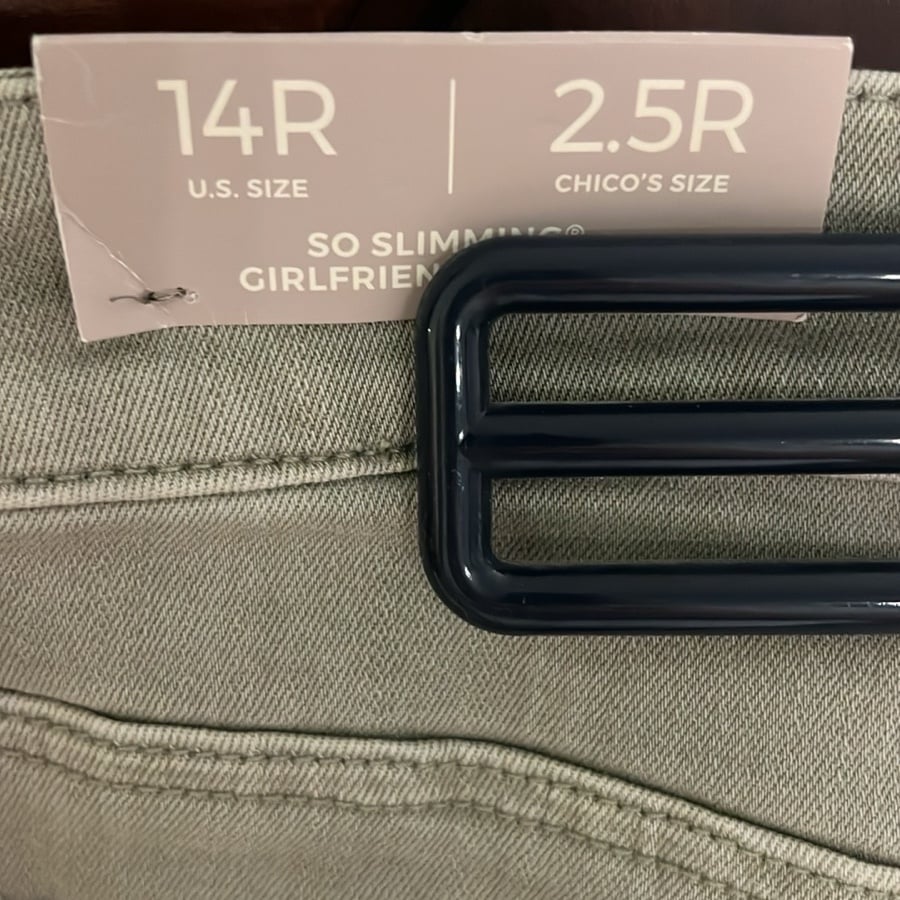 14R | 2.5R
U.S. SIZE CHICO'S SIZE
SO SLIMMING®